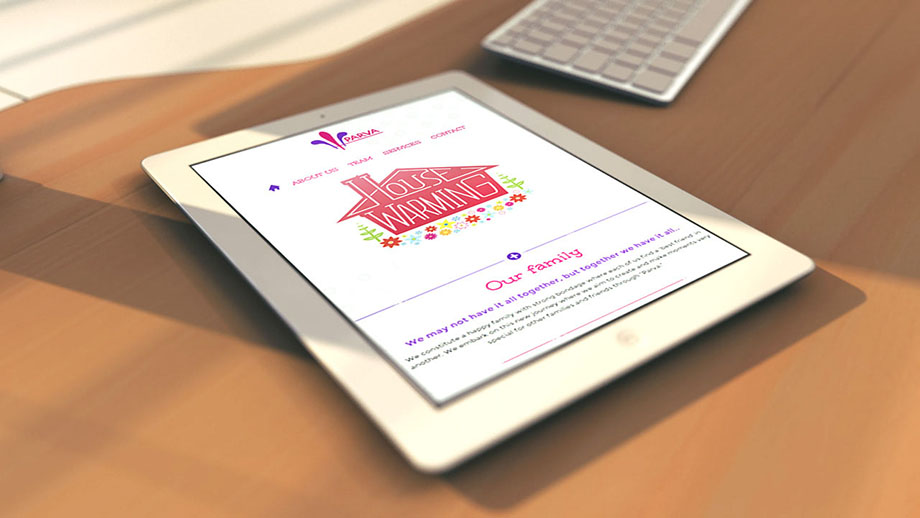 PARVA
ABOUT US TEAM SERVICES CONTACT
HOUSE
WARMING
Our family
We may not have it all together, but together we have it all...
We constitute a happy family with strong bondage where each of us find a 'best friend' in
another. We embark on this new journey where we aim to create and make moments very
special for other families and friends through "Parva"